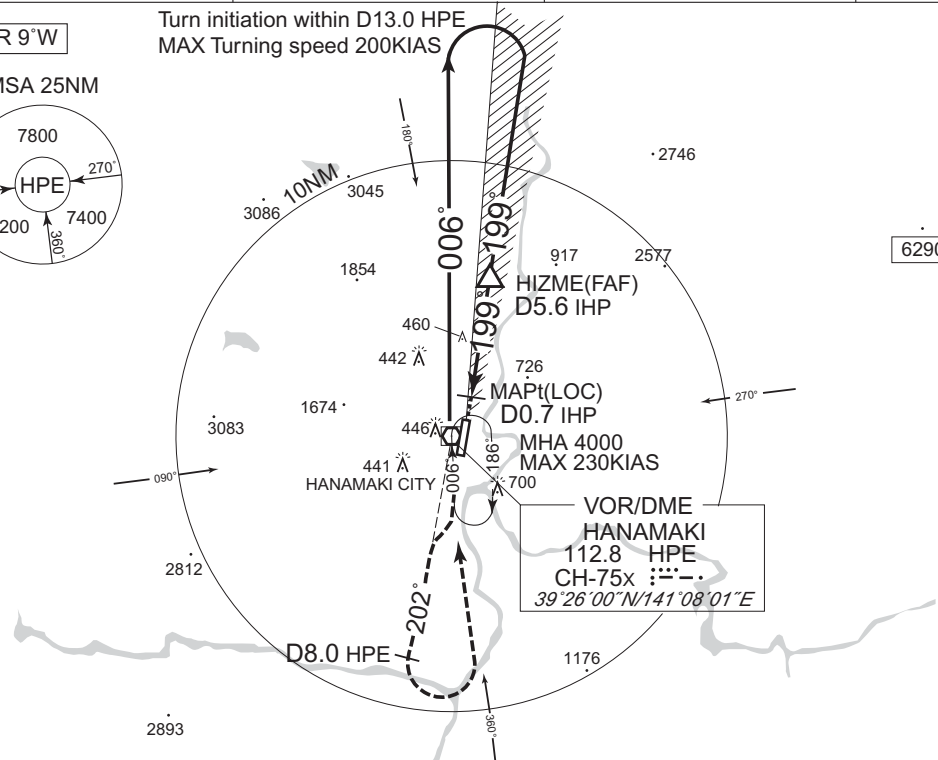 Turn initiation within D13.0 HPE
MAX Turning speed 200KIAS
R 9°W
MSA 25NM
7800
HPE
270°
200
7400
360°
180°
10NM
3045
3086
1854
006°
199°
2746
917
2577
6290
HIZME(FAF)
D5.6 IHP
199°
460
442
726
MAPt(LOC)
D0.7 IHP
1674
270°
3083
446
MHA 4000
MAX 230KIAS
186°
441
HANAMAKI CITY
006°
700
090°
VOR/DME
HANAMAKI
112.8 HPE
CH-75x
39°26′00″N/141°08′01″E
2812
202°
D8.0 HPE
1176
360°
2893